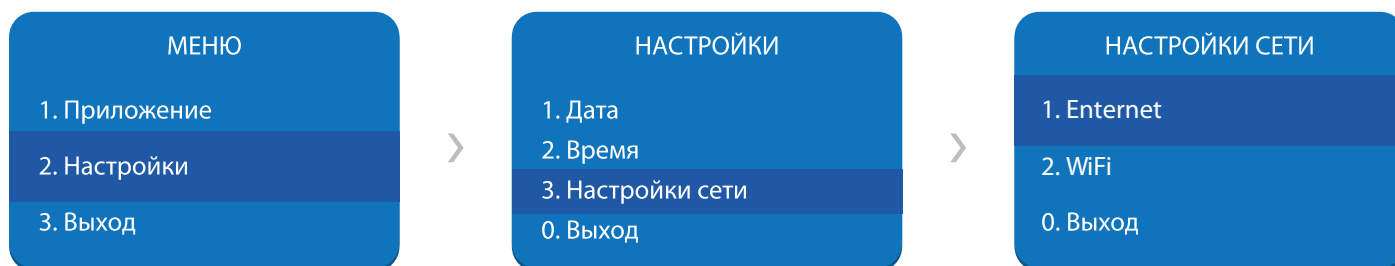 МЕНЮ
1. Приложение
2. Настройки
3. Выход
НАСТРОЙКИ
1. Дата
2. Время
3. Настройки сети
0. Выход
НАСТРОЙКИ СЕТИ
1. Enternet
2. WiFi
0. Выход